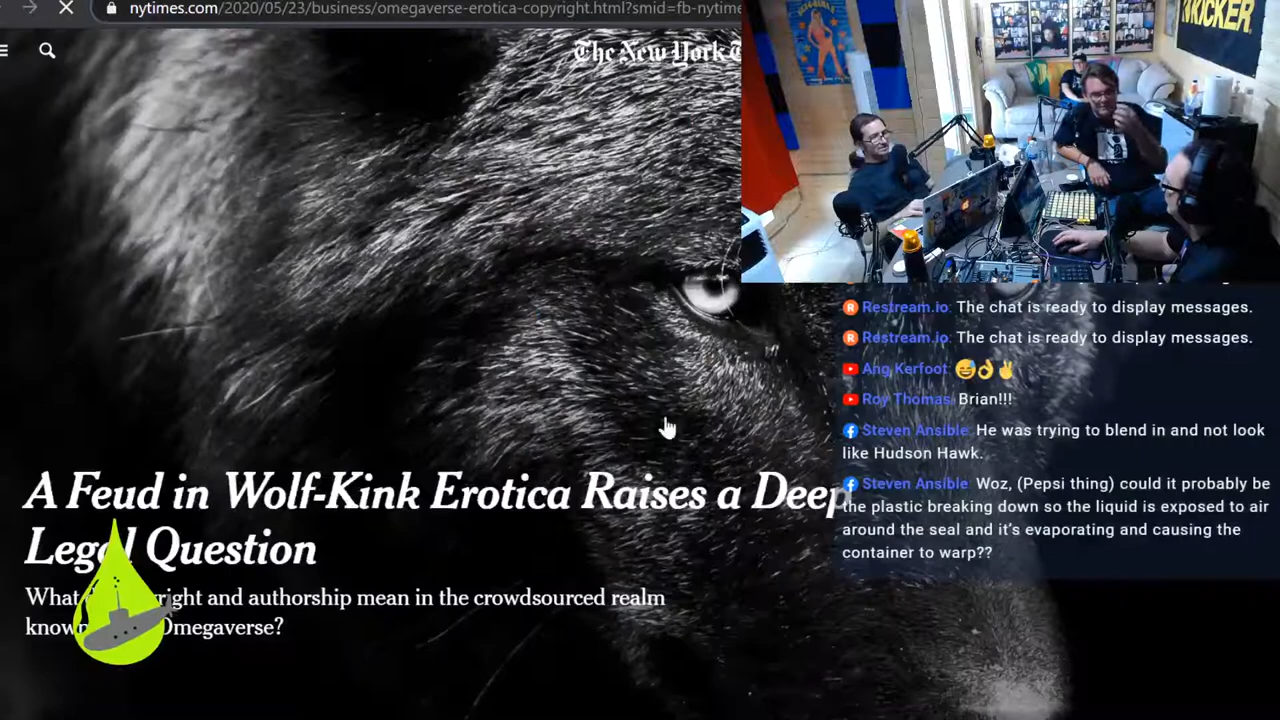 nytimes.com/2020/05/23/business/omegaverse-erotica-copyright.html?smid=fb-nytime
The New York T
KICKER
Restream.io: The chat is ready to display messages.
Restream.io: The chat is ready to display messages.
Ang Kerfoot: 😅👌✌
Roy Thomas: Brian!!!
Steven Ansible: He was trying to blend in and not look
like Hudson Hawk.
Steven Ansible: Woz, (Pepsi thing) could it probably be
the plastic breaking down so the liquid is exposed to air
around the seal and it's evaporating and causing the
container to warp??
A Feud in Wolf-Kink Erotica Raises a Deep
Legal Question
What right and authorship mean in the crowdsourced realm
known Omegaverse?